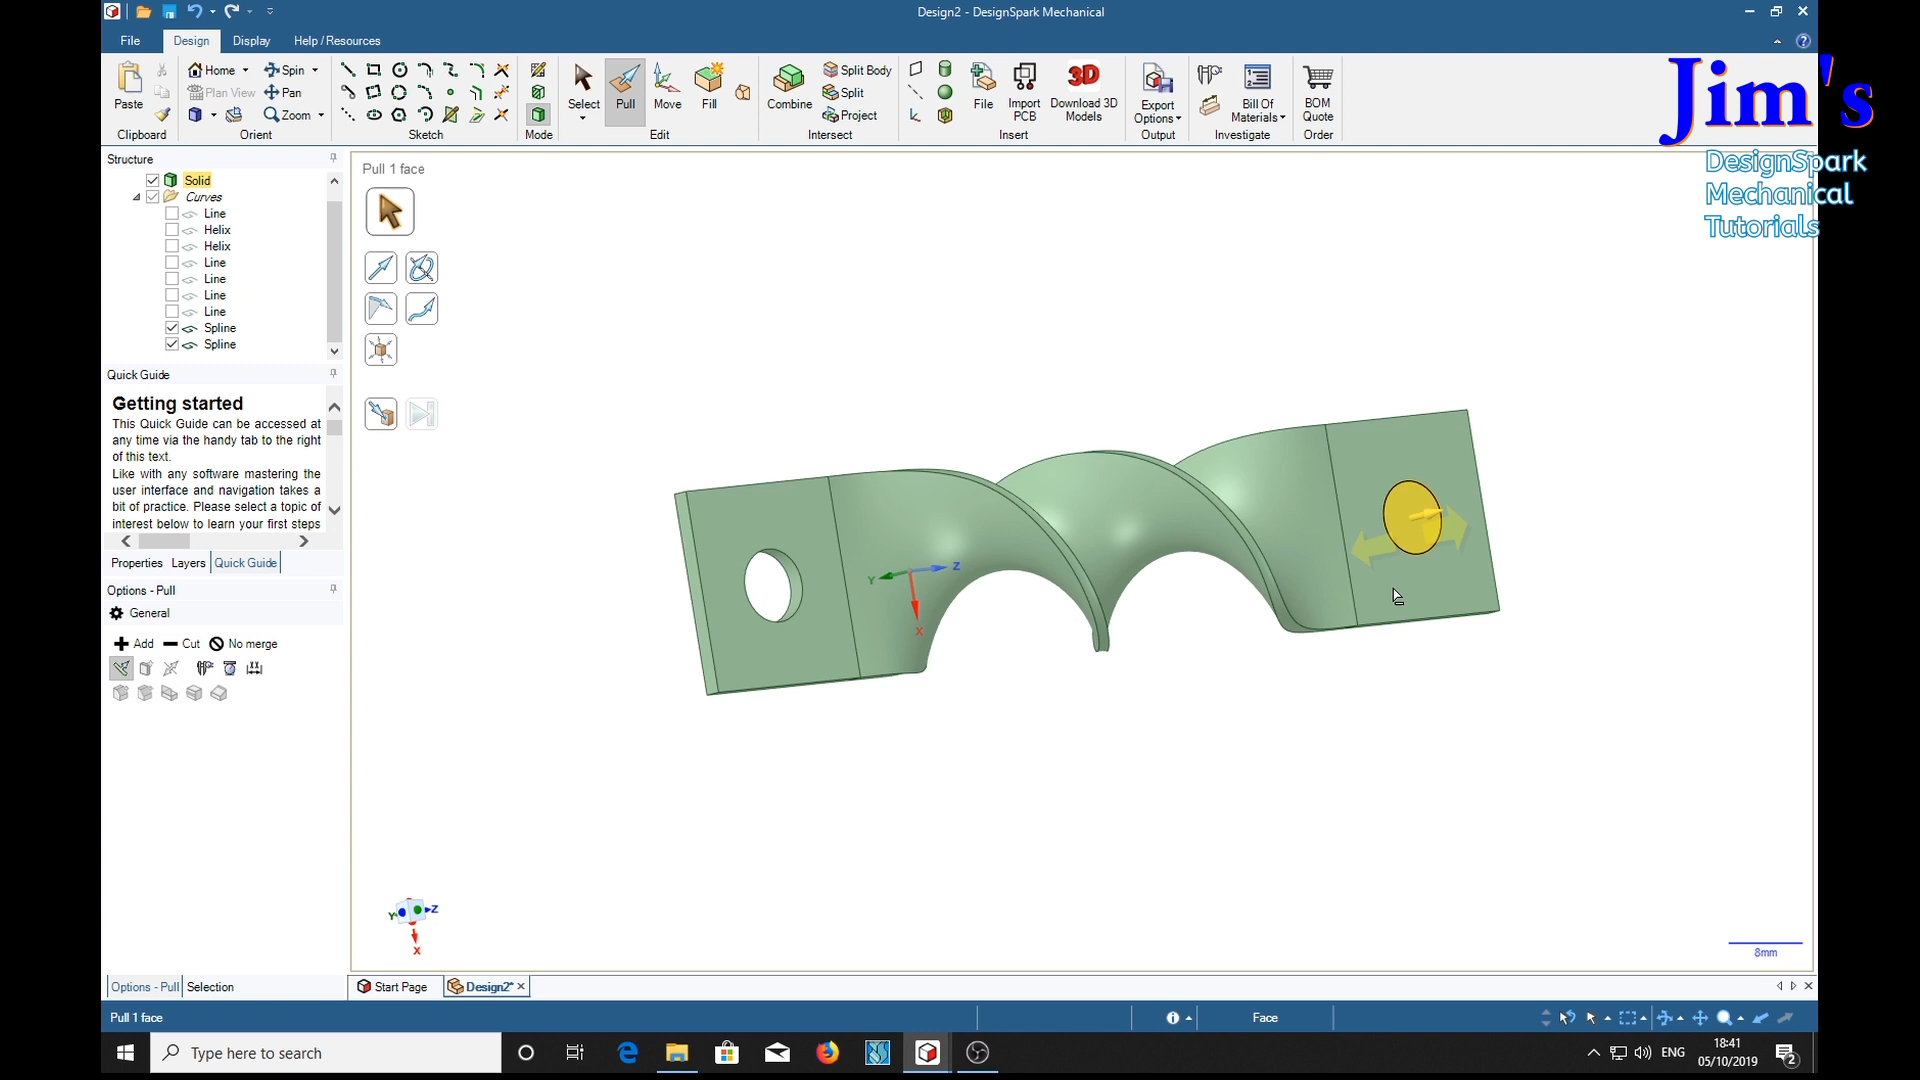 Design2 - DesignSpark Mechanical
File Design Display Help / Resources
Jim's
DesignSpark
Mechanical
Tutorials
Paste
Clipboard
Home Spin
Plan View Pan
Zoom
Orient
Sketch
Mode
Select Pull Move Fill
Edit
Combine Split Body
Split
Project
Intersect
File Import PCB Download 3D Models
3D
Insert
Export Options
Output
Bill Of Materials
Investigate
BOM Quote
Order
Structure
Solid
Curves
Line
Helix
Helix
Line
Line
Line
Line
Spline
Spline
Quick Guide
Getting started
This Quick Guide can be accessed at
any time via the handy tab to the right
of this text.
Like with any software mastering the
user interface and navigation takes a
bit of practice. Please select a topic of
interest below to learn your first steps
Properties Layers Quick Guide
Options - Pull
General
Add Cut No merge
Pull 1 face
Y Z
X
Y Z
X
8mm
Options - Pull Selection
Start Page Design2*
Pull 1 face Face
Type here to search
ENG
18:41
05/10/2019
2